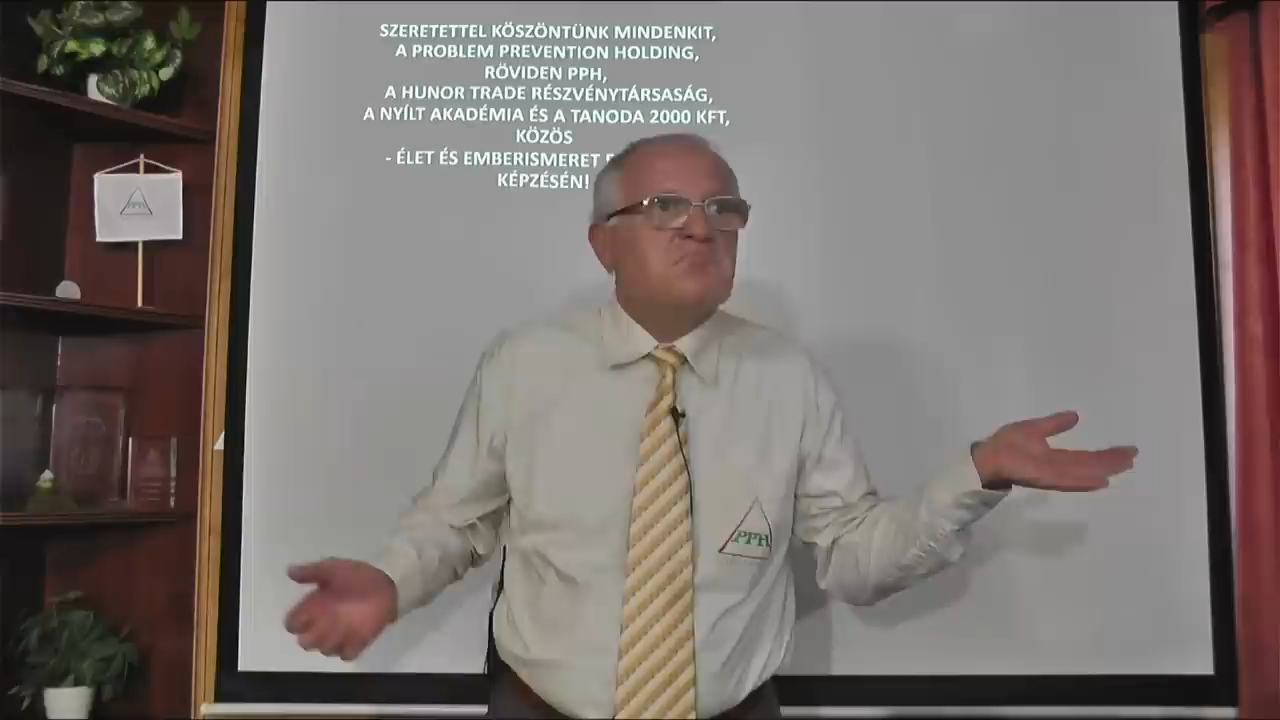 SZERETETTEL KÖSZÖNTÜNK MINDENKIT,
A PROBLEM PREVENTION HOLDING,
RÖVIDEN PPH,
A HUNOR TRADE RÉSZVÉNYTÁRSASÁG,
A NYÍLT AKADÉMIA ÉS A TANODA 2000 KFT,
KÖZÖS
- ÉLET ÉS EMBERISMERET
KÉPZÉSÉN!
PPH
PPH